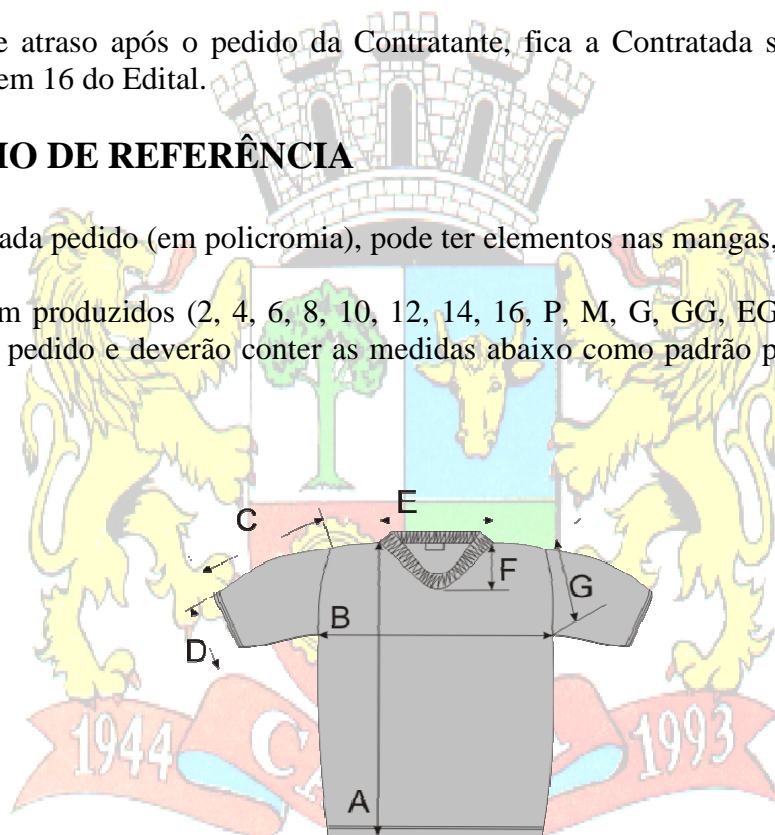 e atraso após o pedido da Contratante, fica a Contratada s
em 16 do Edital.
IO DE REFERÊNCIA
ada pedido (em policromia), pode ter elementos nas mangas,
m produzidos (2, 4, 6, 8, 10, 12, 14, 16, P, M, G, GG, EG
pedido e deverão conter as medidas abaixo como padrão p
E
C
F
G
B
D
1944 1993
A